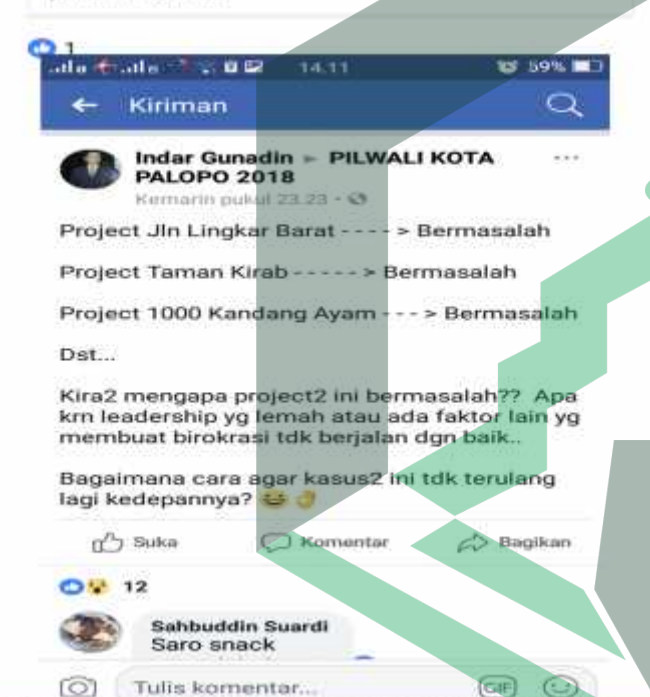 1
14.11 59%
Kiriman
Indar Gunadin ▸ PILWALI KOTA
PALOPO 2018
Kemarin pukul 23.23
Project Jln Lingkar Barat - - - - > Bermasalah
Project Taman Kirab - - - - - > Bermasalah
Project 1000 Kandang Ayam - - - > Bermasalah
Dst...
Kira2 mengapa project2 ini bermasalah?? Apa
krn leadership yg lemah atau ada faktor lain yg
membuat birokrasi tdk berjalan dgn baik..
Bagaimana cara agar kasus2 ini tdk terulang
lagi kedepannya?
Suka Komentar Bagikan
12
Sahbuddin Suardi
Saro snack
Tulis komentar... GIF